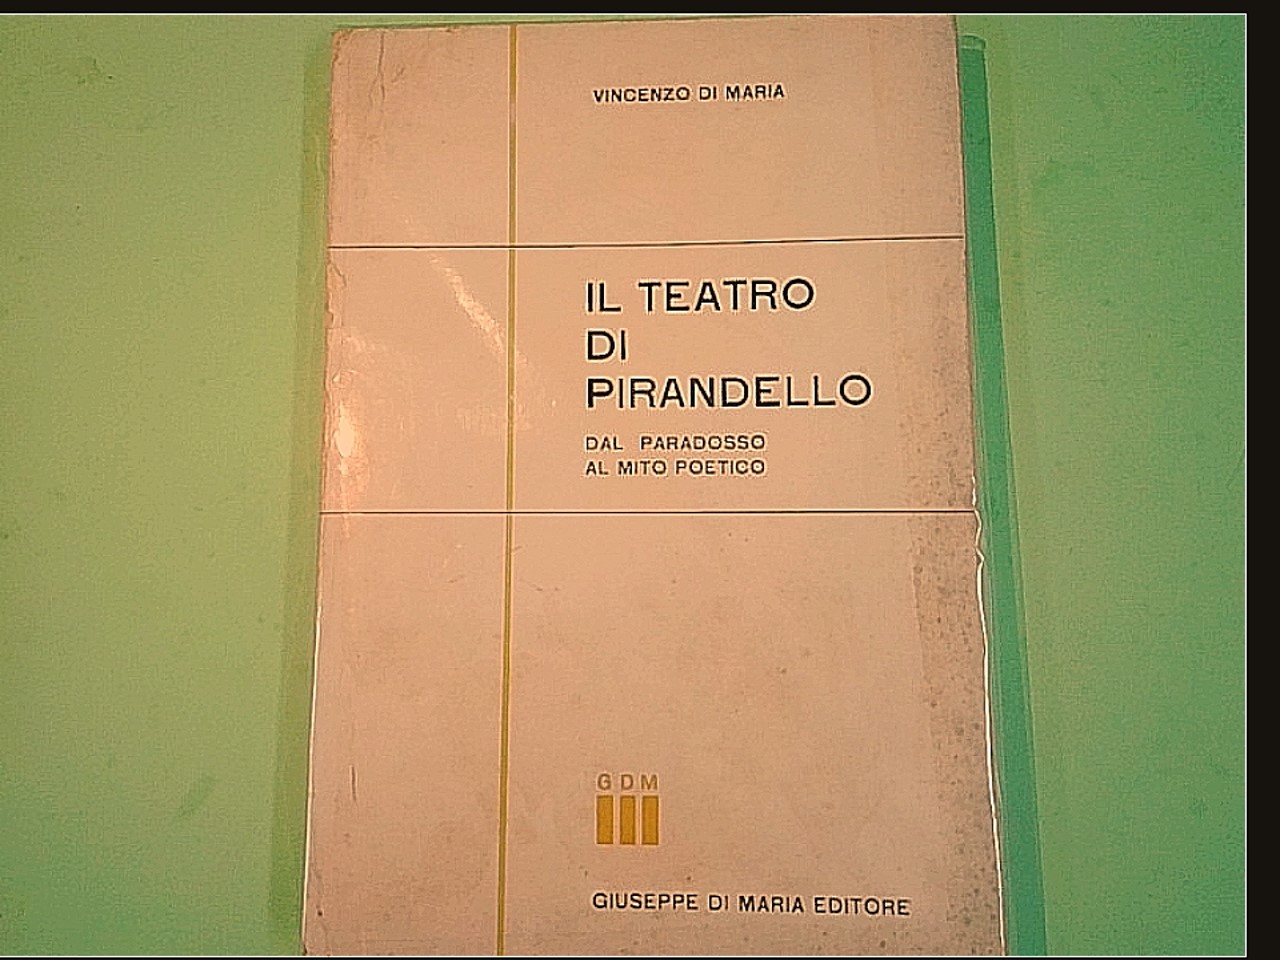 VINCENZO DI MARIA
IL TEATRO
DI
PIRANDELLO
DAL PARADOSSO
AL MITO POETICO
GDM
GIUSEPPE DI MARIA EDITORE